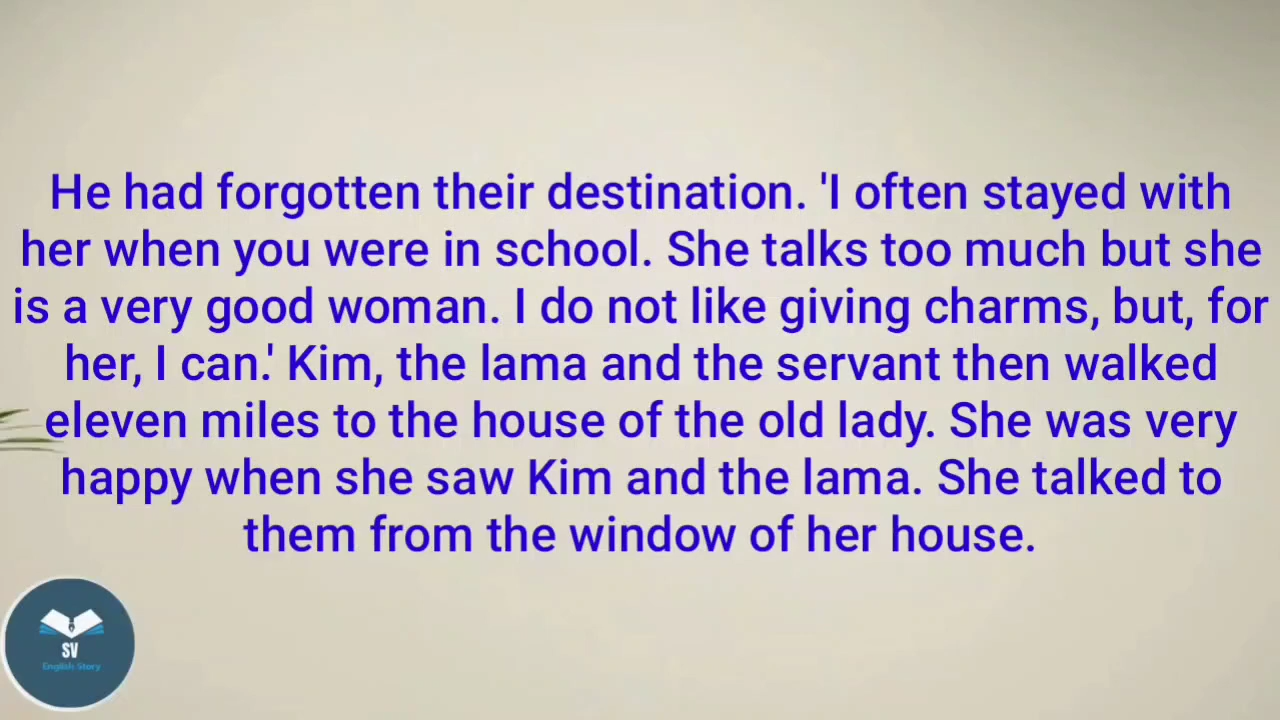 He had forgotten their destination. 'I often stayed with
her when you were in school. She talks too much but she
is a very good woman. I do not like giving charms, but, for
her, I can.' Kim, the lama and the servant then walked
eleven miles to the house of the old lady. She was very
happy when she saw Kim and the lama. She talked to
them from the window of her house.
SV
English Story